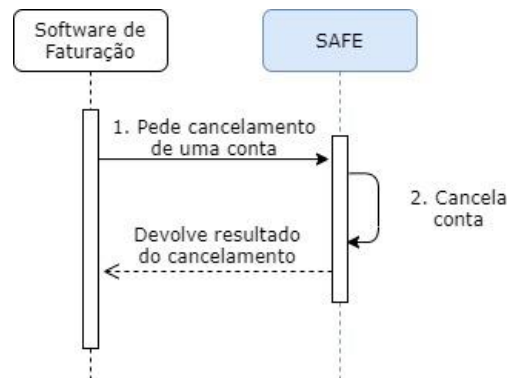 Software de
Faturação
SAFE
1. Pede cancelamento
de uma conta
2. Cancela
conta
Devolve resultado
do cancelamento